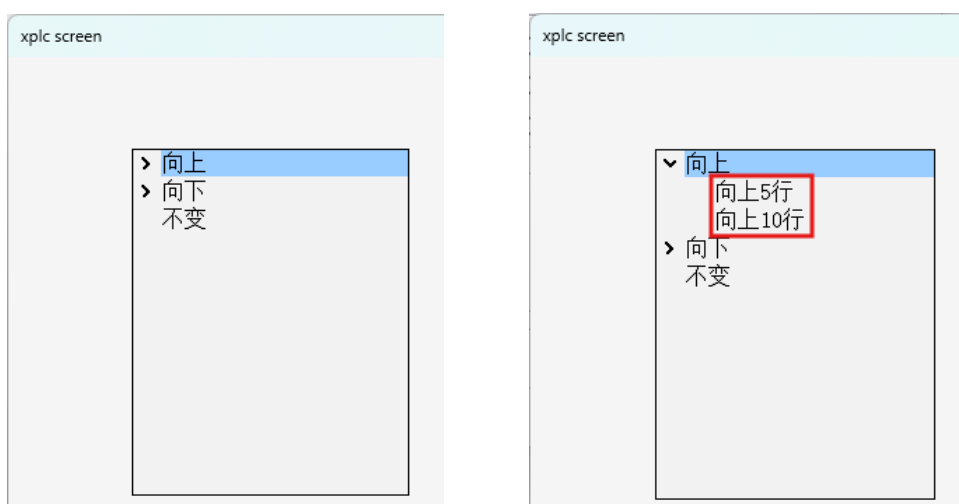 xplc screen
向上
向下
不变
xplc screen
向上
向上5行
向上10行
向下
不变